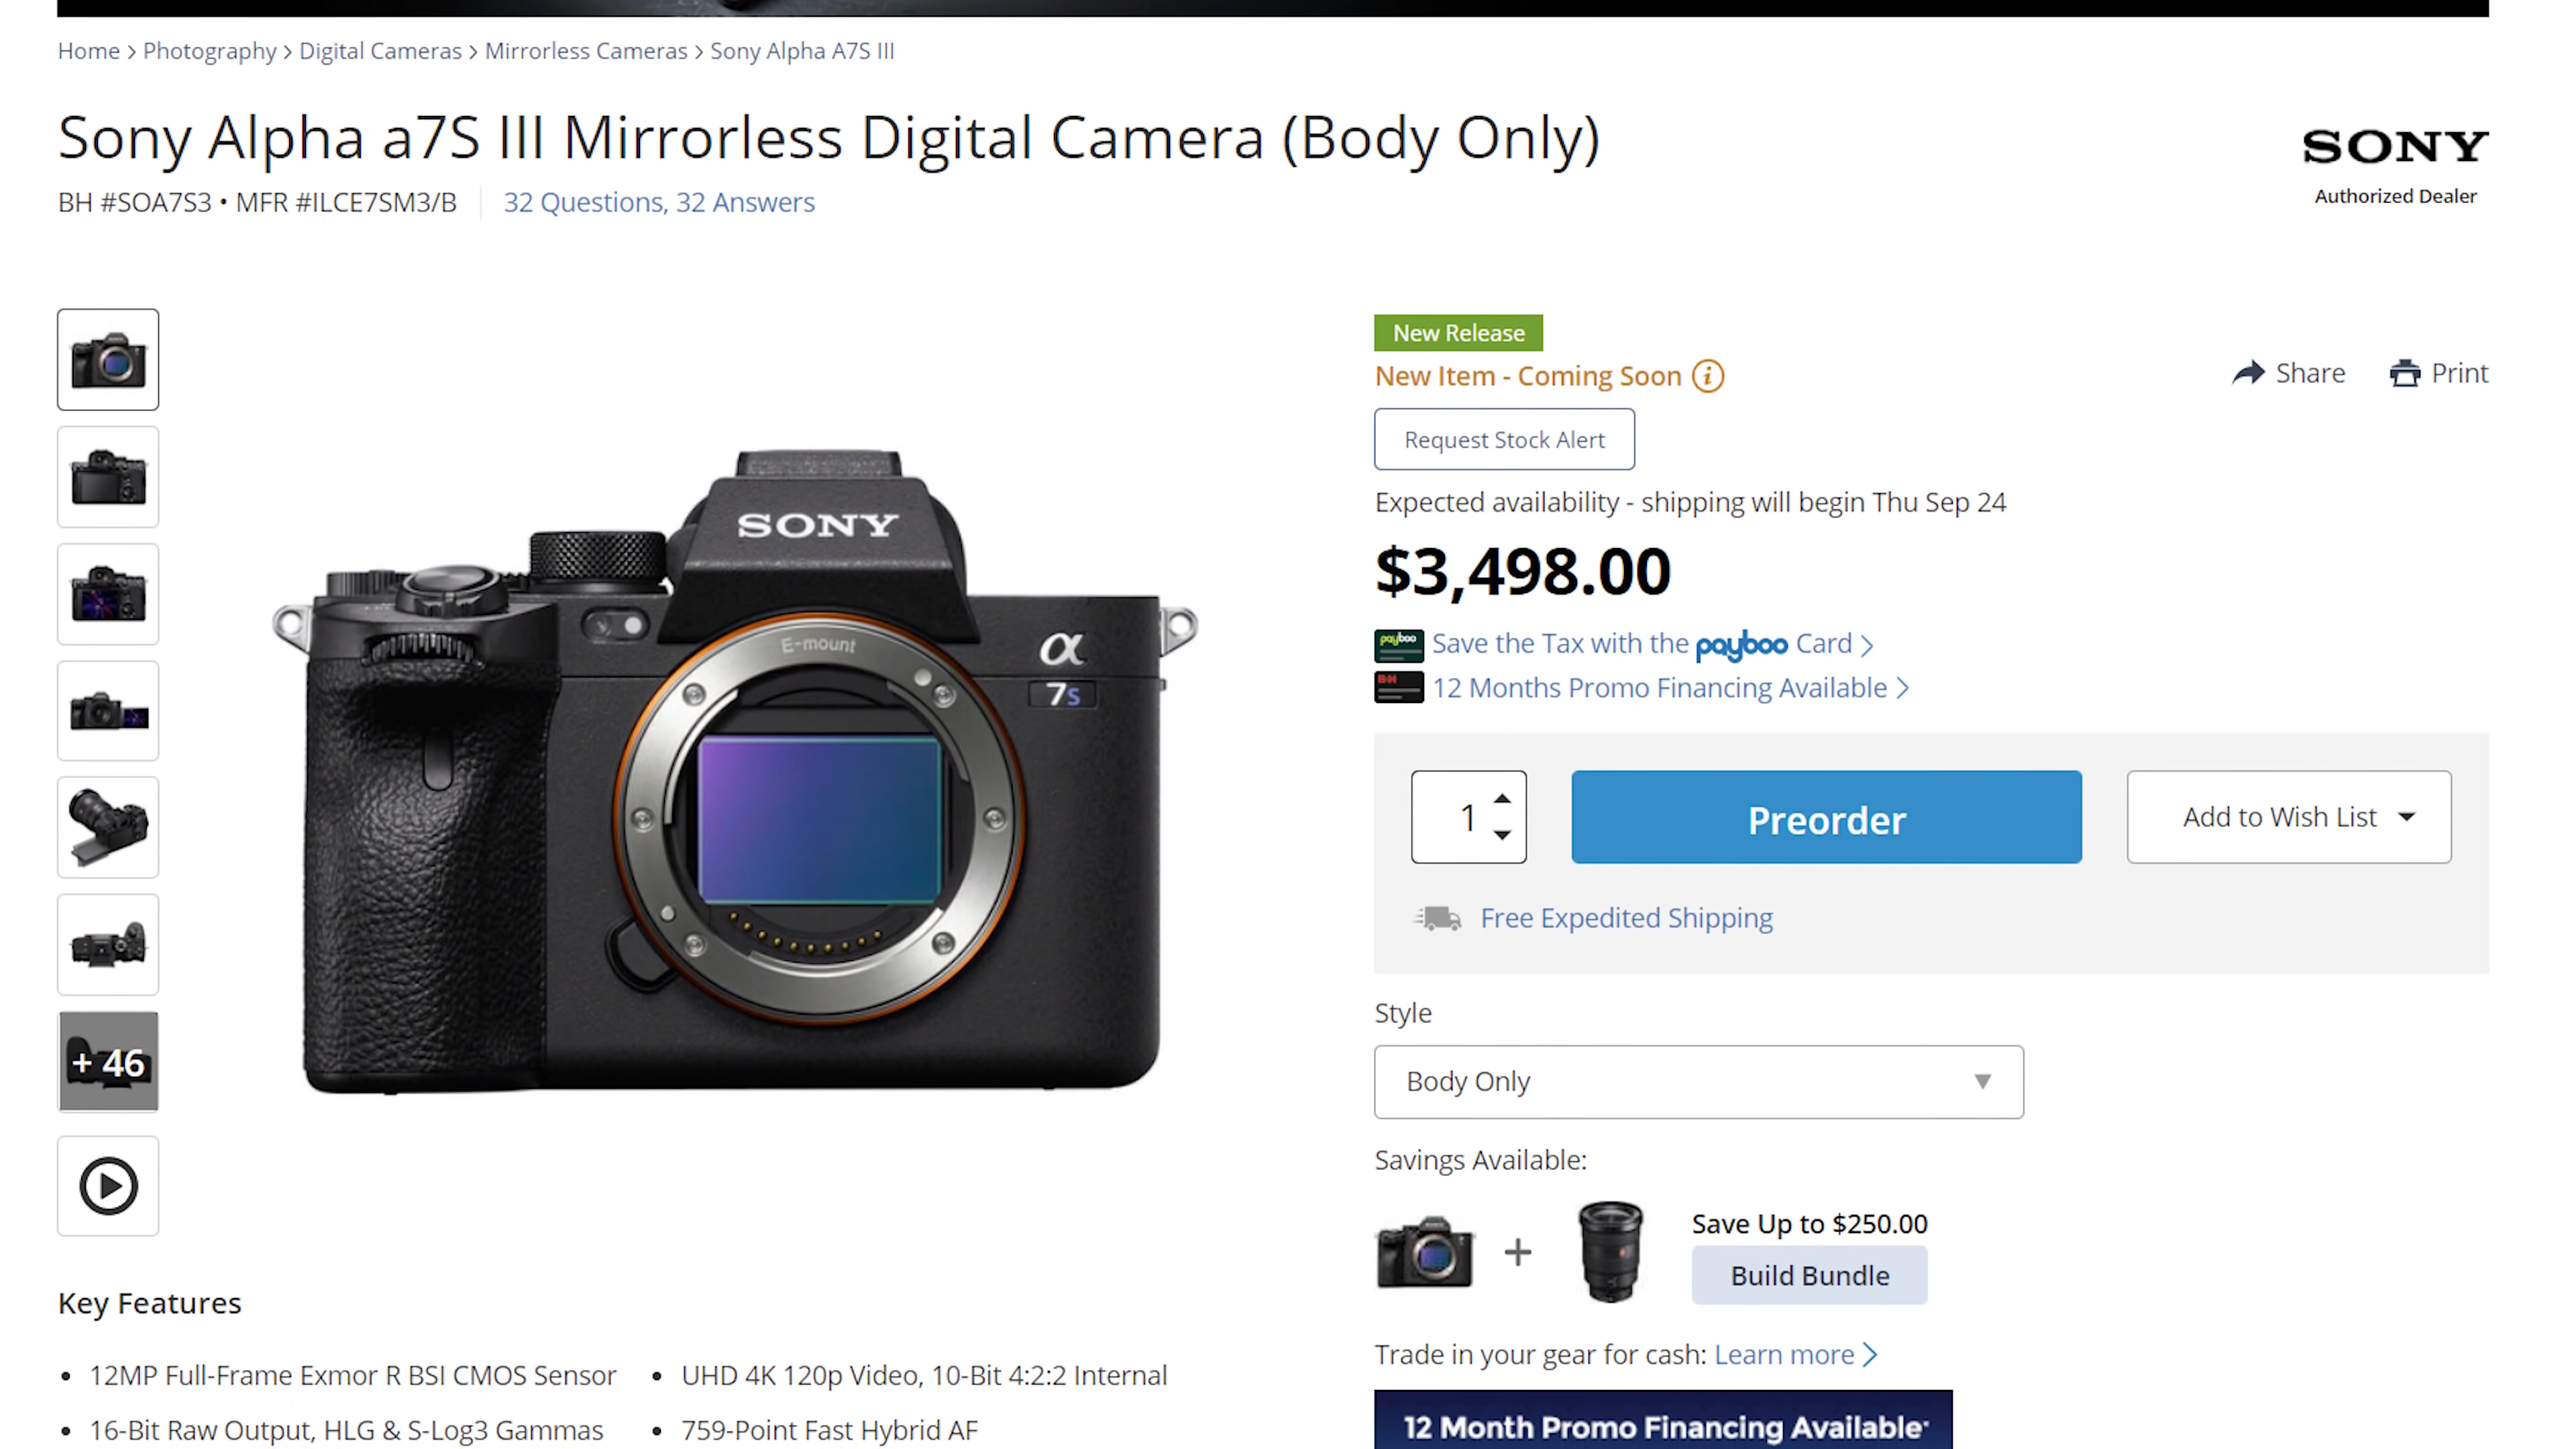 Home > Photography > Digital Cameras > Mirrorless Cameras > Sony Alpha A7S III
Sony Alpha a7S III Mirrorless Digital Camera (Body Only)
BH #SOA7S3 • MFR #ILCE7SM3/B
32 Questions, 32 Answers
SONY
Authorized Dealer
+ 46
SONY
E-mount
α
7s
New Release
New Item - Coming Soon
Share
Print
Request Stock Alert
Expected availability - shipping will begin Thu Sep 24
$3,498.00
payboo
Save the Tax with the payboo Card >
B&H
12 Months Promo Financing Available >
1
Preorder
Add to Wish List
Free Expedited Shipping
Style
Body Only
Savings Available:
+
Save Up to $250.00
Build Bundle
Trade in your gear for cash: Learn more >
12 Month Promo Financing Available*
Key Features
• 12MP Full-Frame Exmor R BSI CMOS Sensor
• 16-Bit Raw Output, HLG & S-Log3 Gammas
• UHD 4K 120p Video, 10-Bit 4:2:2 Internal
• 759-Point Fast Hybrid AF